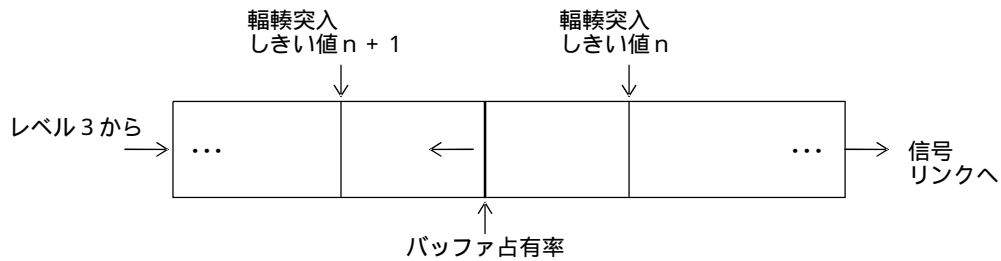 輻輳突入
しきい値ｎ＋１
輻輳突入
しきい値ｎ
レベル３から
…
…
信号
リンクへ
バッファ占有率